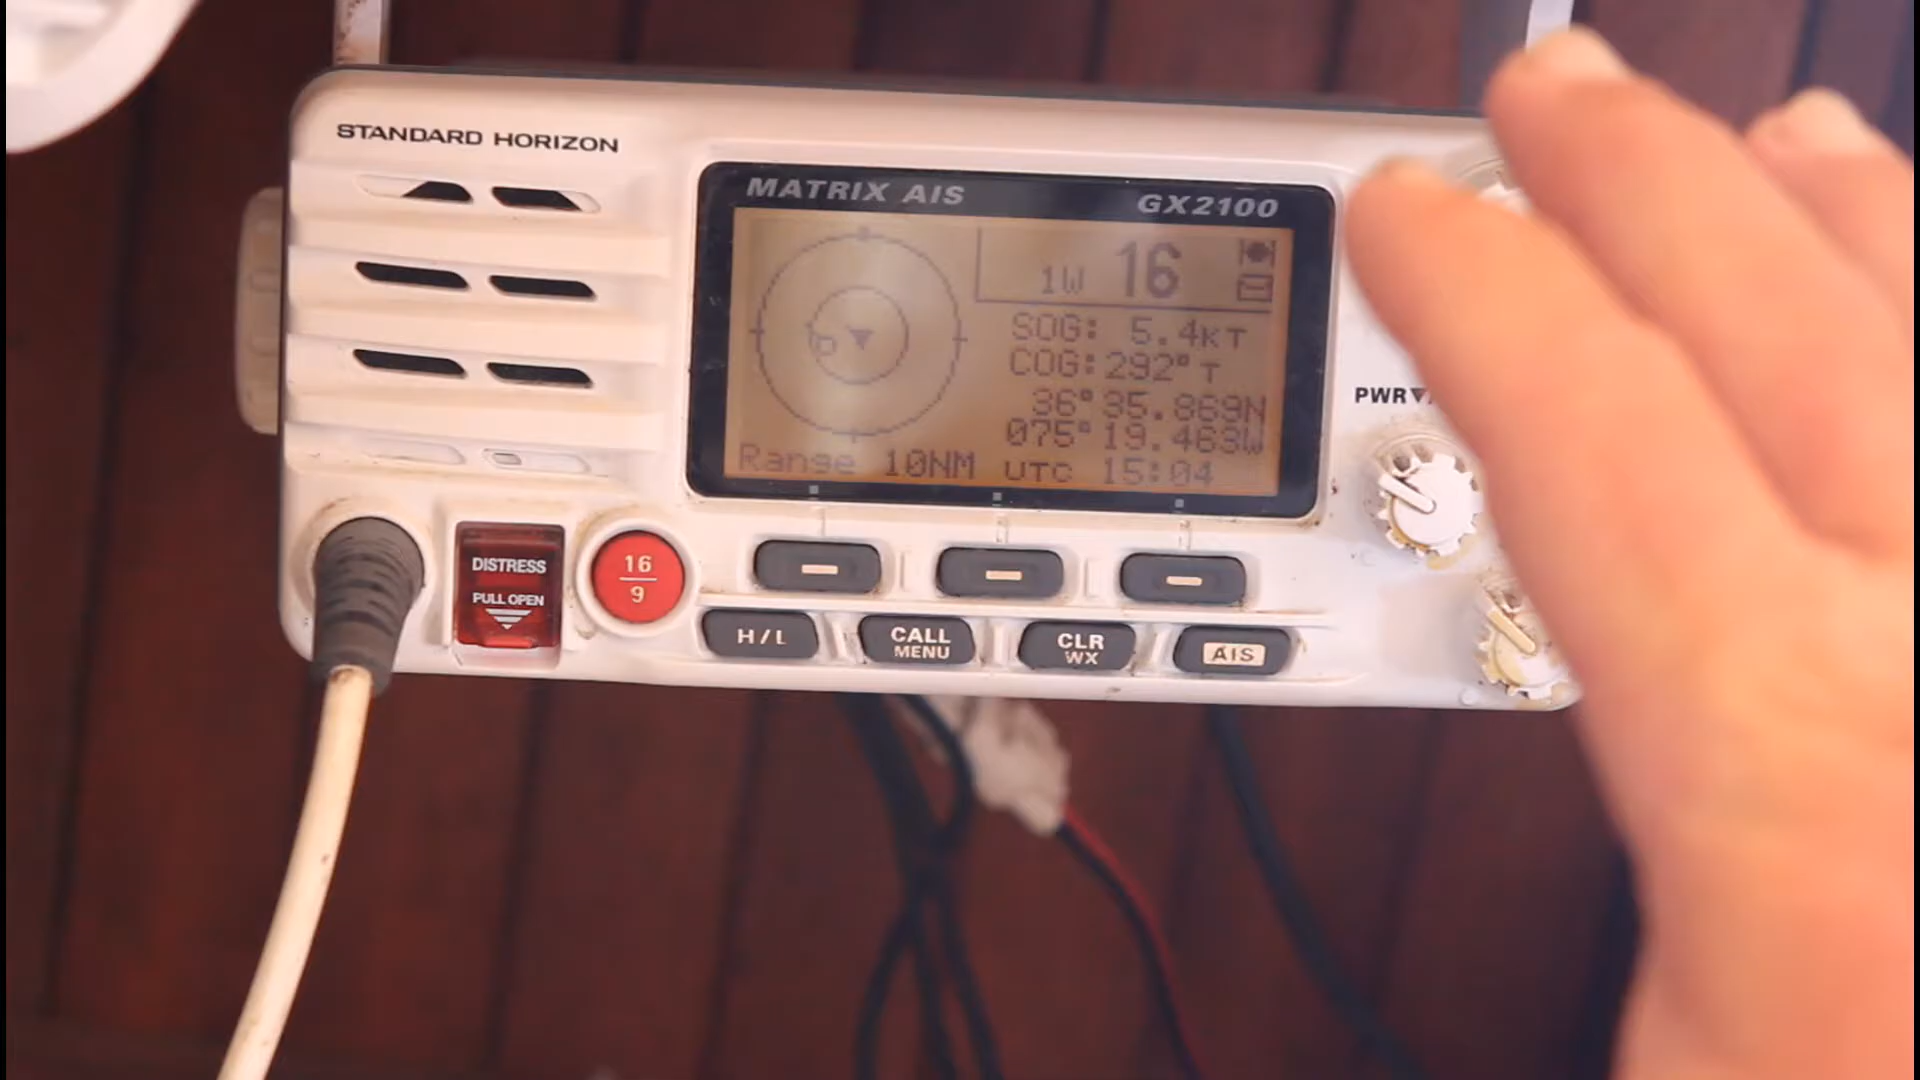 STANDARD HORIZON
MATRIX AIS GX2100
1W 16
SOG: 5.4KT
COG:292° T
36°35.869N
075°19.463W
Range 10NM UTC 15:04
PWR
DISTRESS
PULL OPEN
16
9
H/L
CALL
MENU
CLR
WX
AIS